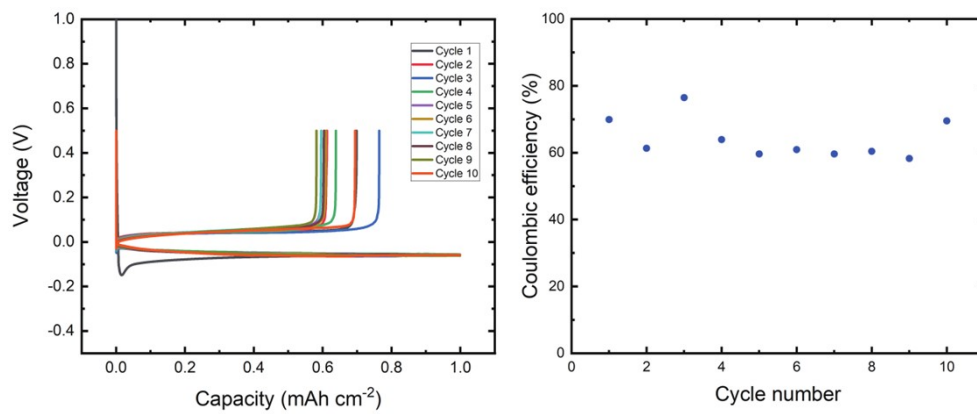 1.0
0.8
0.6
0.4
0.2
0.0
-0.2
-0.4
Voltage (V)
0.0 0.2 0.4 0.6 0.8 1.0
Capacity (mAh cm-2)
Cycle 1
Cycle 2
Cycle 3
Cycle 4
Cycle 5
Cycle 6
Cycle 7
Cycle 8
Cycle 9
Cycle 10
100
80
60
40
20
0
Coulombic efficiency (%)
0 2 4 6 8 10
Cycle number